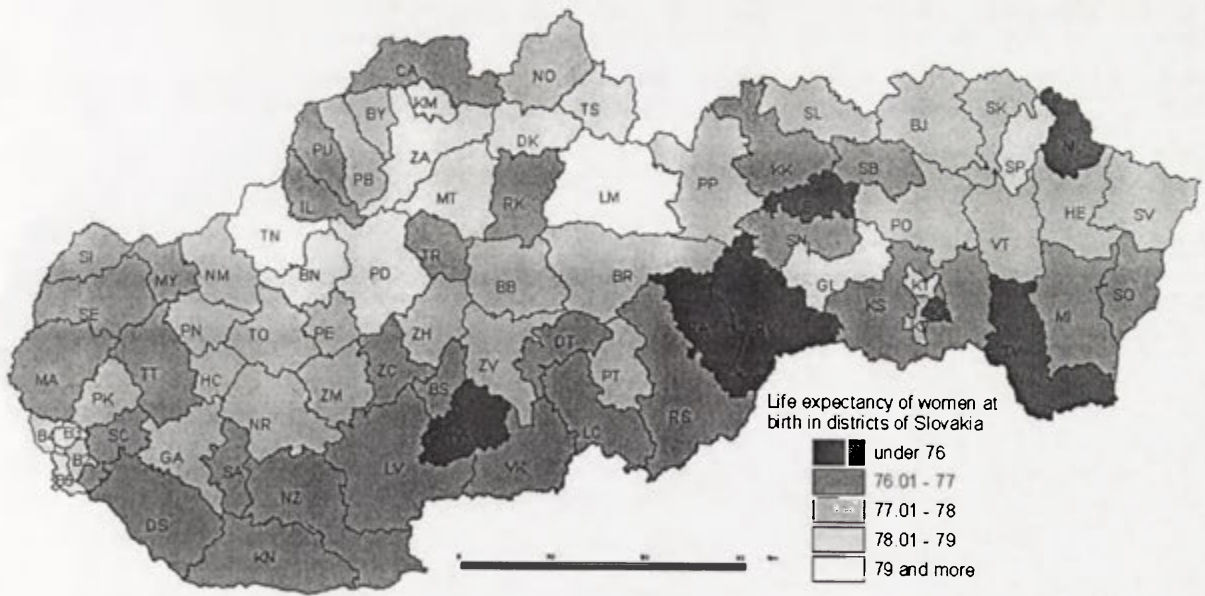 NO
CA
KM
BY
TS
PU
DK
ZA
PB
MT
RK
LM
IL
TN
SL
SK
BJ
SP
KK
SB
PP
HE
SV
PO
SN
VT
SI
MY
NM
BN
PD
TR
BB
BR
GL
KS
MI
SO
SE
PN
TO
PE
ZH
ZV
DT
PT
MA
TT
HC
ZM
ZC
BS
PK
NR
SC
GA
SA
LV
VK
LC
RS
NZ
DS
KN
Life expectancy of women at
birth in districts of Slovakia
under 76
76.01 - 77
77.01 - 78
78.01 - 79
79 and more